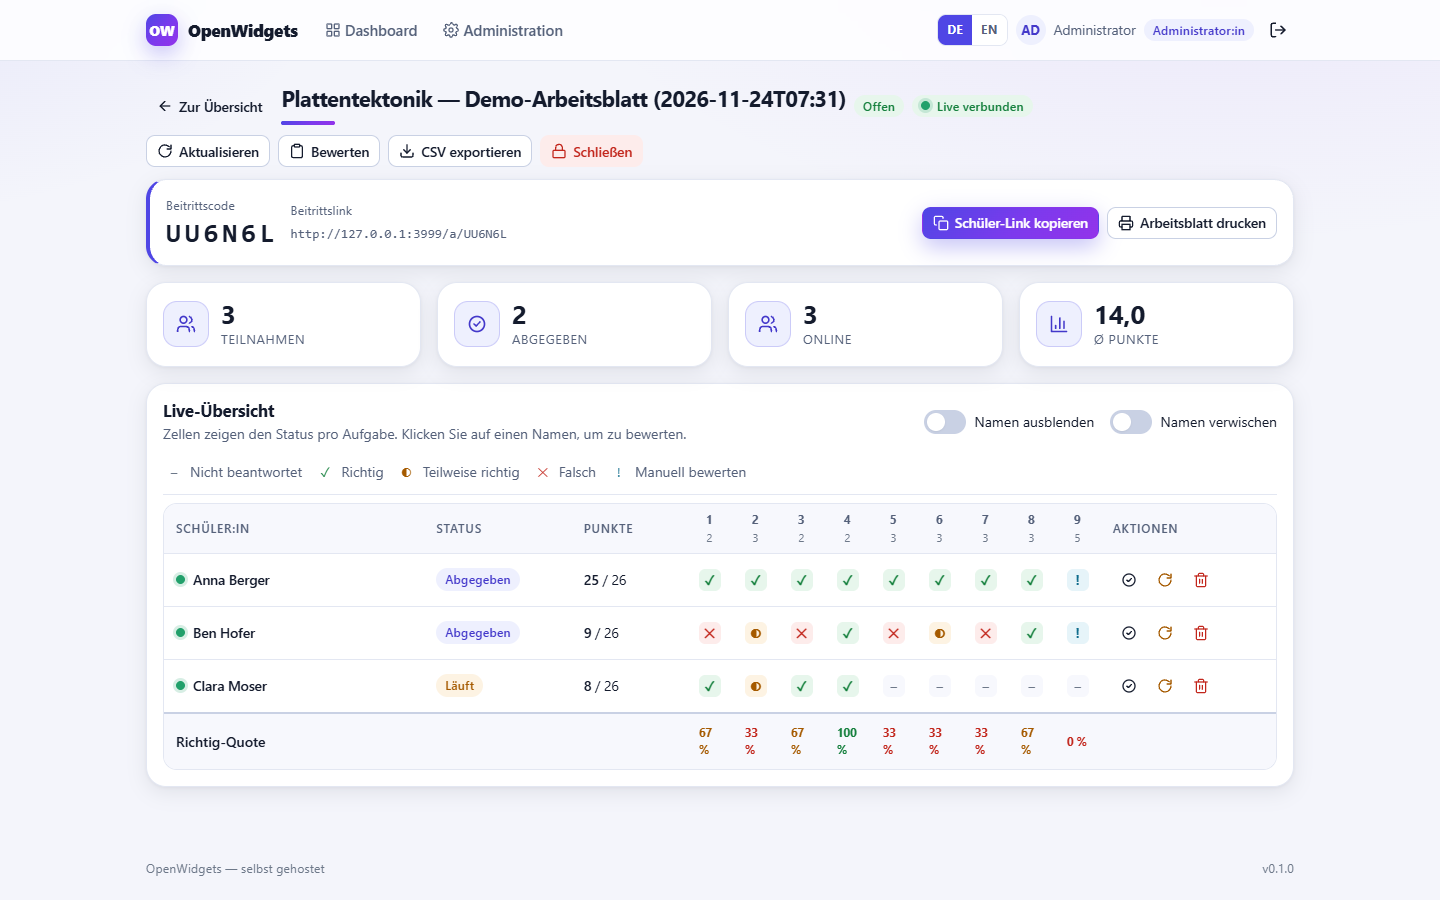 OW OpenWidgets Dashboard Administration DE EN AD Administrator Administrator:in
Zur Übersicht Plattentektonik — Demo-Arbeitsblatt (2026-11-24T07:31) Offen Live verbunden
Aktualisieren Bewerten CSV exportieren Schließen
Beitrittscode
UU6N6L
Beitrittslink
http://127.0.0.1:3999/a/UU6N6L
Schüler-Link kopieren Arbeitsblatt drucken
3
TEILNAHMEN
2
ABGEGEBEN
3
ONLINE
14,0
Ø PUNKTE
Live-Übersicht
Zellen zeigen den Status pro Aufgabe. Klicken Sie auf einen Namen, um zu bewerten.
Namen ausblenden Namen verwischen
– Nicht beantwortet ✓ Richtig ◐ Teilweise richtig ✕ Falsch ! Manuell bewerten
SCHÜLER:IN STATUS PUNKTE 1 2 3 4 5 6 7 8 9 AKTIONEN
2 3 2 2 3 3 3 3 5
Anna Berger Abgegeben 25 / 26 ✓ ✓ ✓ ✓ ✓ ✓ ✓ ✓ !
Ben Hofer Abgegeben 9 / 26 ✕ ◐ ✕ ✓ ✕ ◐ ✕ ✓ !
Clara Moser Läuft 8 / 26 ✓ ◐ ✓ ✓ – – – – –
Richtig-Quote 67 % 33 % 67 % 100 % 33 % 33 % 33 % 67 % 0 %
OpenWidgets — selbst gehostet v0.1.0